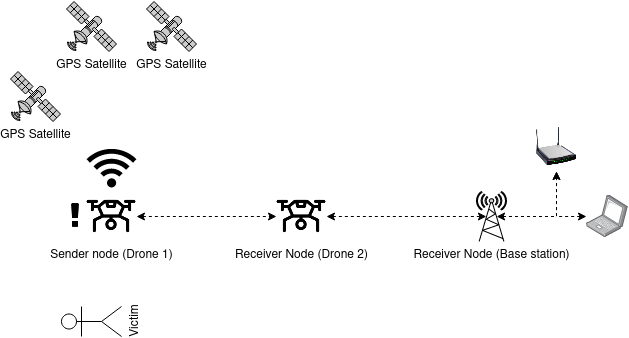 GPS Satellite
GPS Satellite
GPS Satellite
!
Sender node (Drone 1)
Receiver Node (Drone 2)
Receiver Node (Base station)
Victim